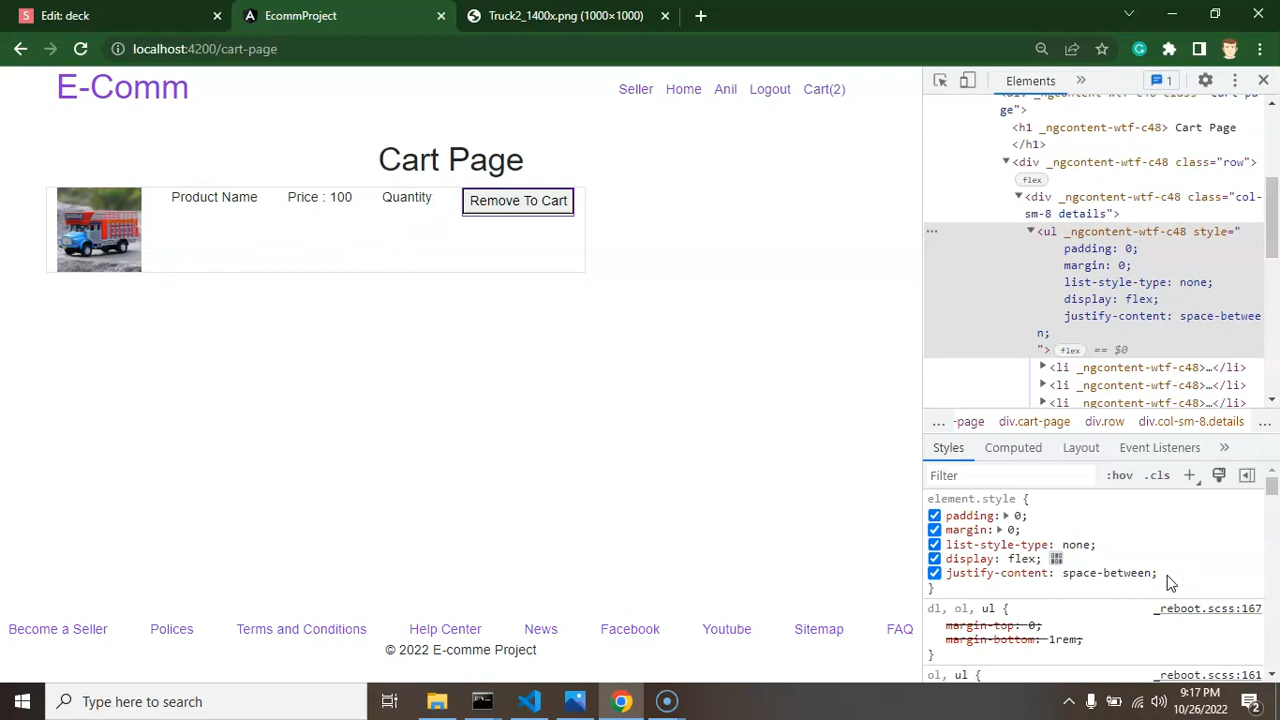 Edit: deck
EcommProject
Truck2_1400x.png (1000×1000)
localhost:4200/cart-page
E-Comm
Seller Home Anil Logout Cart(2)
Cart Page
Product Name Price : 100 Quantity Remove To Cart
Become a Seller Polices Terms and Conditions Help Center News Facebook Youtube Sitemap FAQ
© 2022 E-comme Project
Elements
1
ge">
<h1 _ngcontent-wtf-c48> Cart Page
</h1>
<div _ngcontent-wtf-c48 class="row">
flex
<div _ngcontent-wtf-c48 class="col-
sm-8 details">
<ul _ngcontent-wtf-c48 style="
padding: 0;
margin: 0;
list-style-type: none;
display: flex;
justify-content: space-betwee
n;
"> flex == $0
<li _ngcontent-wtf-c48>…</li>
<li _ngcontent-wtf-c48>…</li>
<li _ngcontent-wtf-c48>…</li>
… -page div.cart-page div.row div.col-sm-8.details …
Styles Computed Layout Event Listeners
Filter :hov .cls
element.style {
padding: 0;
margin: 0;
list-style-type: none;
display: flex;
justify-content: space-between;
}
dl, ol, ul { _reboot.scss:167
margin-top: 0;
margin-bottom: 1rem;
}
ol, ul { _reboot.scss:161
Type here to search
9:17 PM
10/26/2022
2